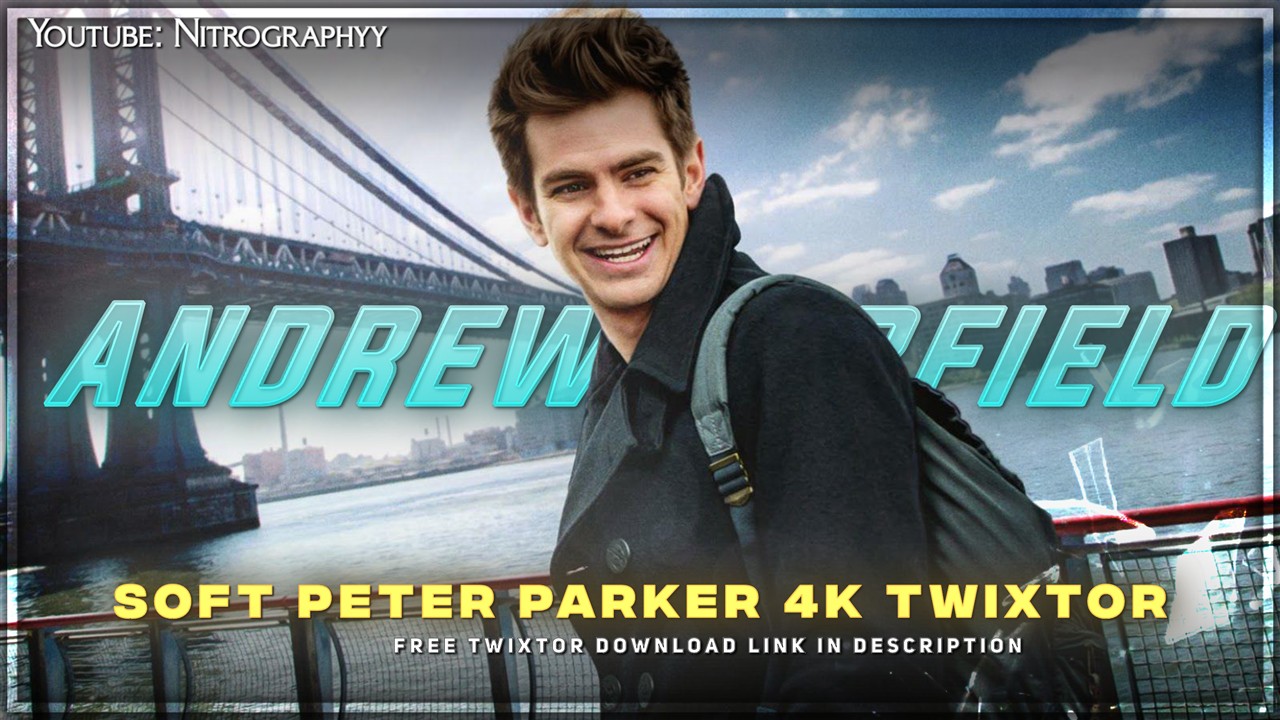 YOUTUBE: NITROGRAPHYY
ANDREW RFIELD
SOFT PETER PARKER 4K TWIXTOR
FREE TWIXTOR DOWNLOAD LINK IN DESCRIPTION